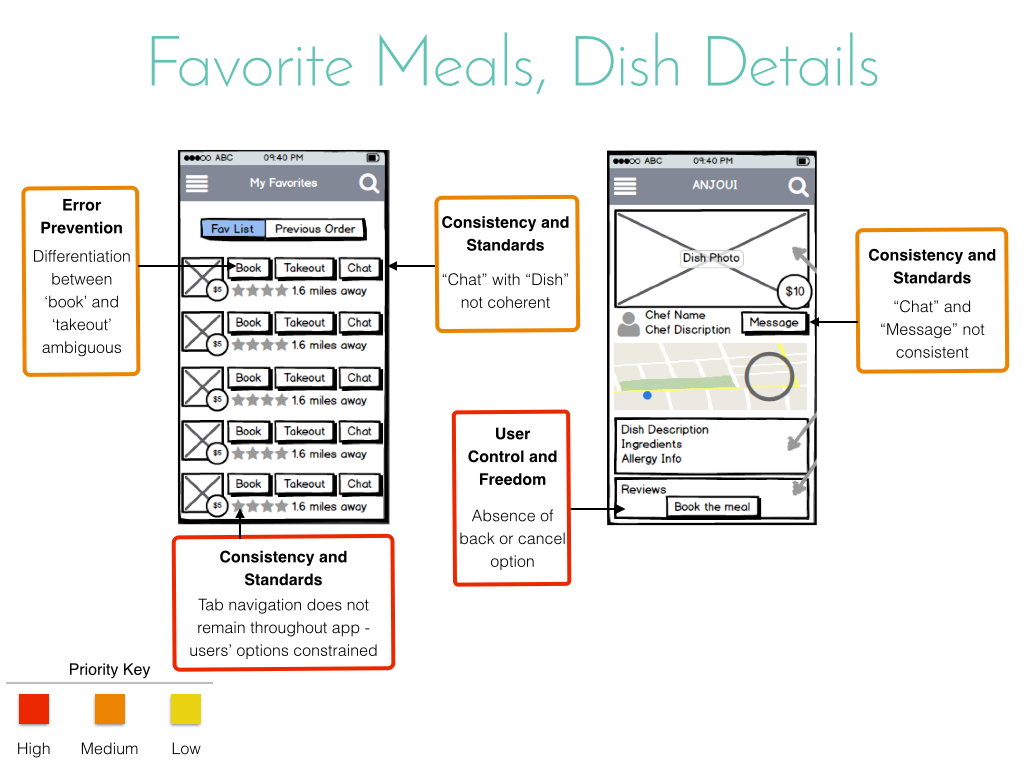 Favorite Meals, Dish Details
Error
Prevention
Differentiation
between
‘book’ and
‘takeout’
ambiguous
ABC 09:40 PM
My Favorites
Fav List Previous Order
Book Takeout Chat
$5 1.6 miles away
Book Takeout Chat
$5 1.6 miles away
Book Takeout Chat
$5 1.6 miles away
Book Takeout Chat
$5 1.6 miles away
Book Takeout Chat
$5 1.6 miles away
Consistency and
Standards
“Chat” with “Dish”
not coherent
Consistency and
Standards
Tab navigation does not
remain throughout app -
users’ options constrained
ABC 09:40 PM
ANJOUI
Dish Photo
$10
Chef Name
Chef Discription
Message
Dish Description
Ingredients
Allergy Info
Reviews
Book the meal
Consistency and
Standards
“Chat” and
“Message” not
consistent
User
Control and
Freedom
Absence of
back or cancel
option
Priority Key
High Medium Low